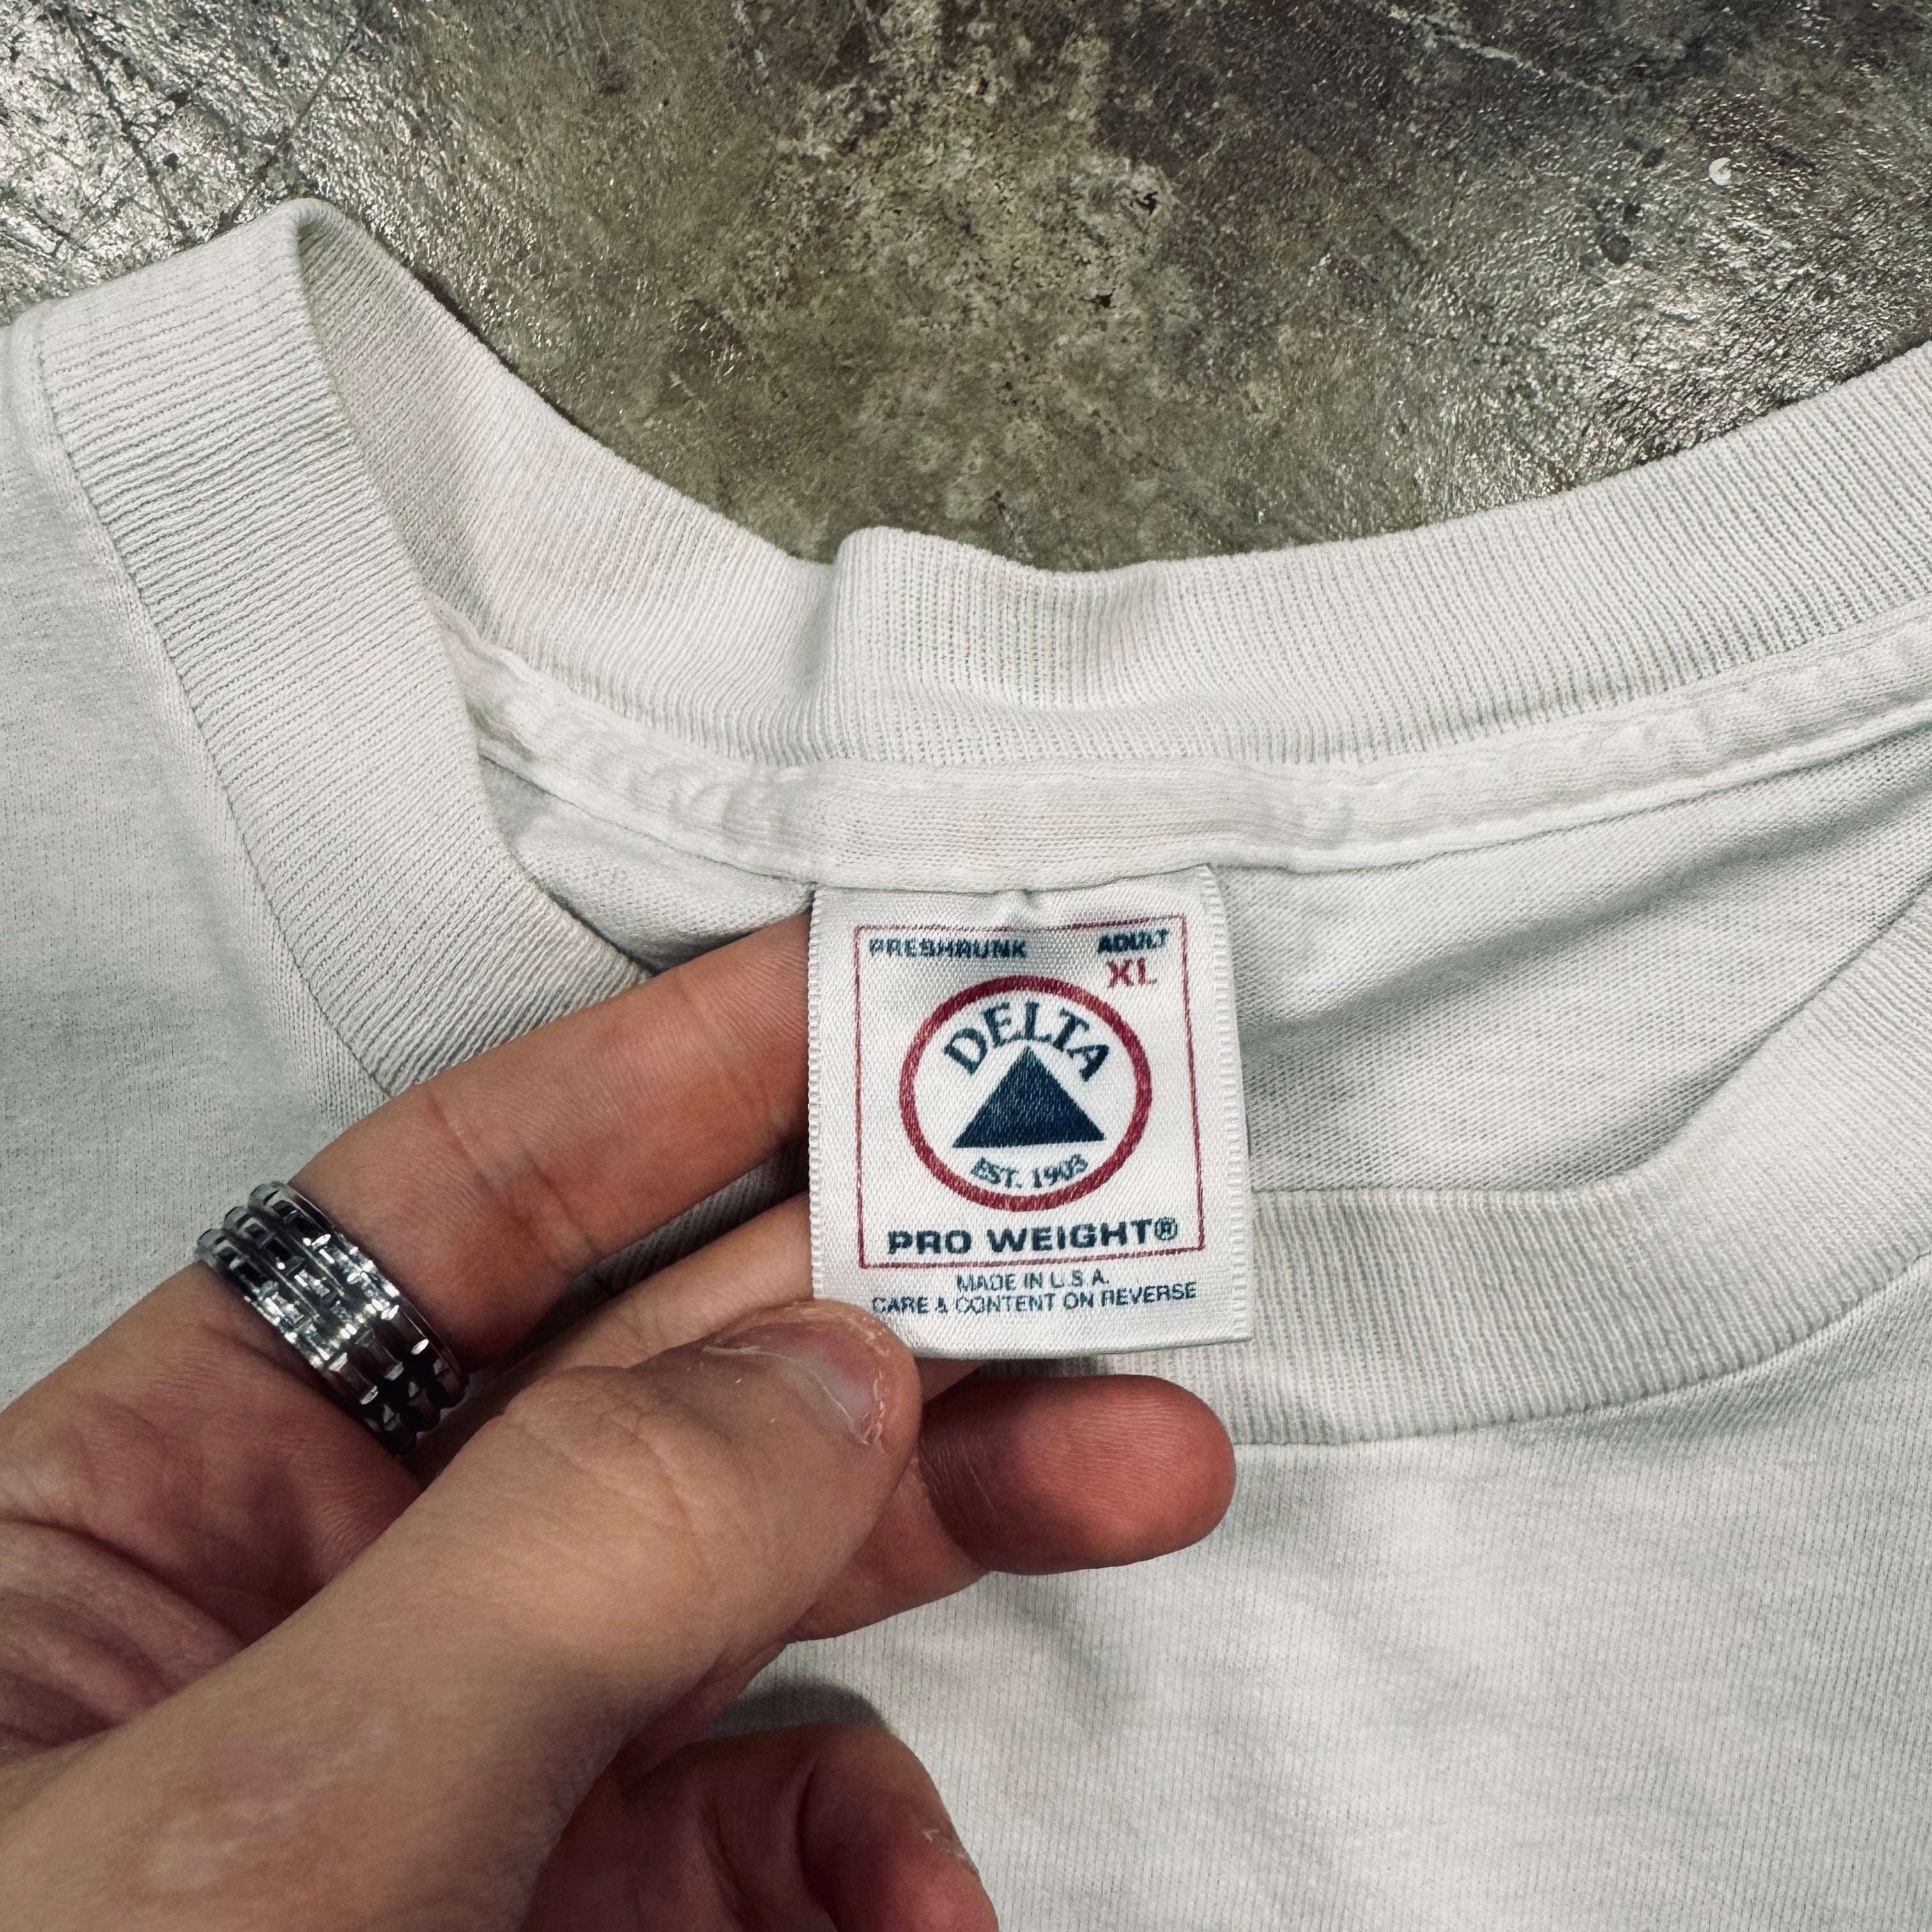 PRESHRUNK ADULT
XL
DELTA
EST. 1903
PRO WEIGHT®
MADE IN U.S.A.
CARE & CONTENT ON REVERSE